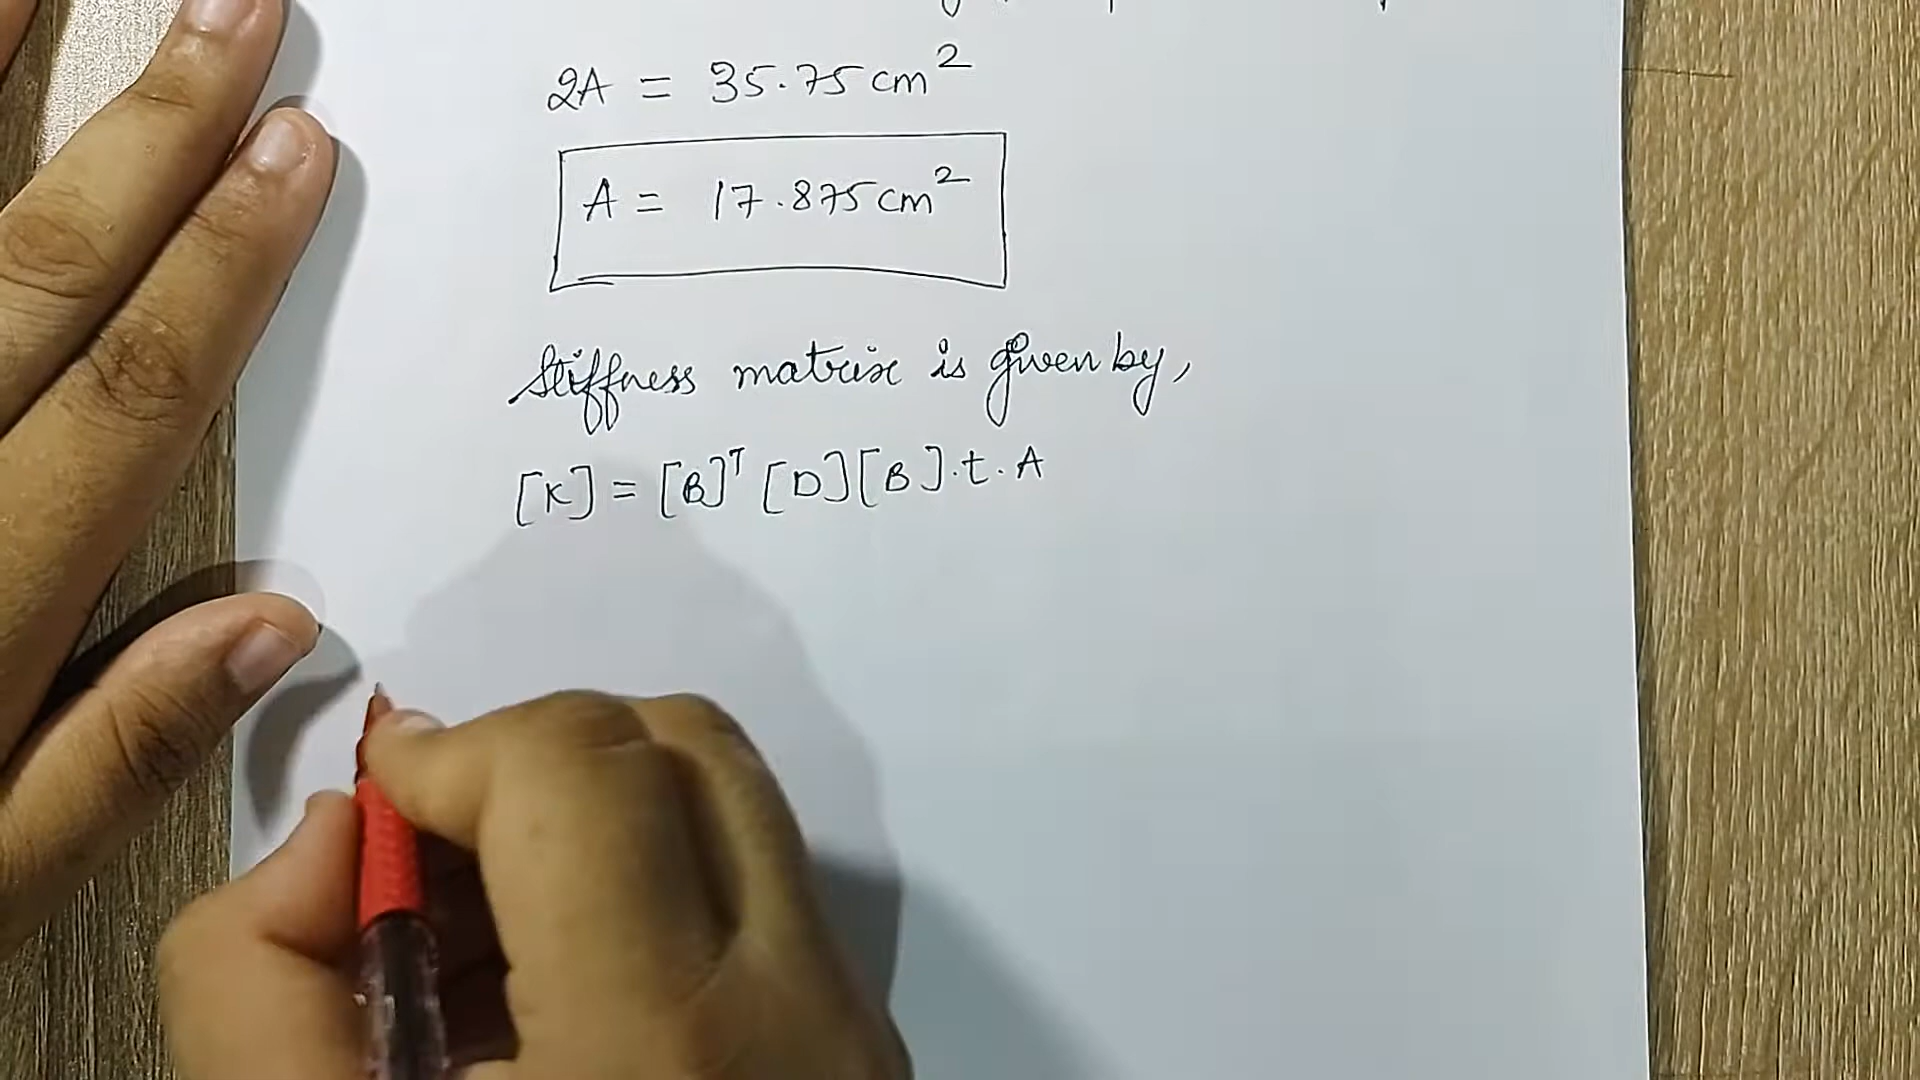 2A = 35.75 cm²
A = 17.875 cm²
Stiffness matrix is given by,
[K] = [B]ᵀ [D][B].t.A